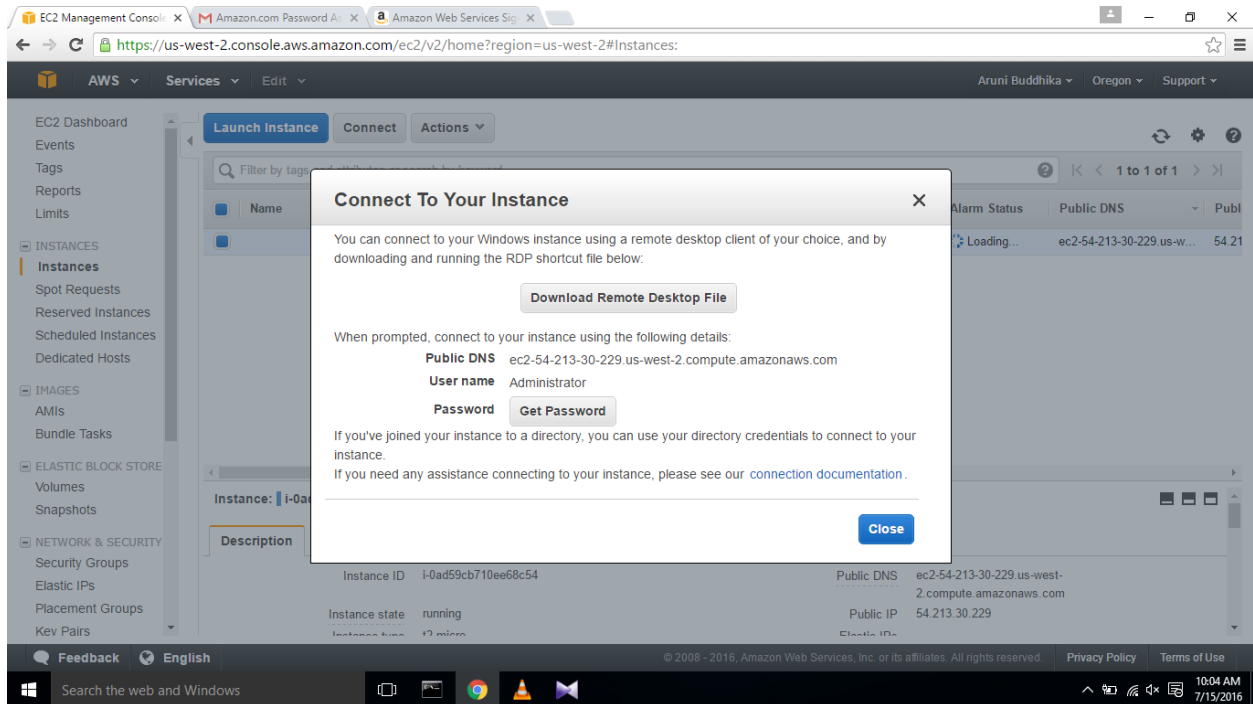 EC2 Management Console
Amazon.com Password As
Amazon Web Services Sig
https://us-west-2.console.aws.amazon.com/ec2/v2/home?region=us-west-2#Instances:
AWS Services Edit Aruni Buddhika Oregon Support
EC2 Dashboard
Events
Tags
Reports
Limits
INSTANCES
Instances
Spot Requests
Reserved Instances
Scheduled Instances
Dedicated Hosts
IMAGES
AMIs
Bundle Tasks
ELASTIC BLOCK STORE
Volumes
Snapshots
NETWORK & SECURITY
Security Groups
Elastic IPs
Placement Groups
Key Pairs
Launch Instance Connect Actions
Filter by tags 1 to 1 of 1
Name Alarm Status Public DNS Publ
Loading... ec2-54-213-30-229.us-w... 54.21
Connect To Your Instance
You can connect to your Windows instance using a remote desktop client of your choice, and by
downloading and running the RDP shortcut file below:
Download Remote Desktop File
When prompted, connect to your instance using the following details:
Public DNS ec2-54-213-30-229.us-west-2.compute.amazonaws.com
User name Administrator
Password Get Password
If you've joined your instance to a directory, you can use your directory credentials to connect to your
instance.
If you need any assistance connecting to your instance, please see our connection documentation.
Close
Instance: i-0ad
Description
Instance ID i-0ad59cb710ee68c54 Public DNS ec2-54-213-30-229.us-west-
2.compute.amazonaws.com
Instance state running Public IP 54.213.30.229
Instance type t2.micro Elastic IPs
Feedback English © 2008 - 2016, Amazon Web Services, Inc. or its affiliates. All rights reserved. Privacy Policy Terms of Use
Search the web and Windows
10:04 AM
7/15/2016